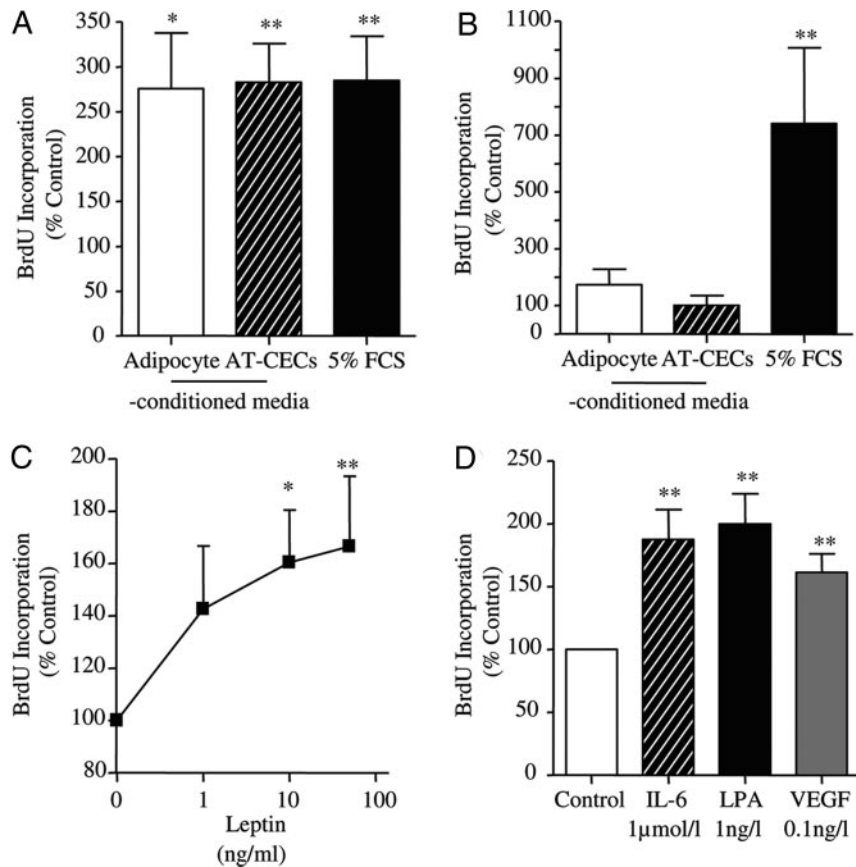 A
BrdU Incorporation
(% Control)
350
300
250
200
150
100
50
0
*
**
**
Adipocyte AT-CECs 5% FCS
-conditioned media
B
BrdU Incorporation
(% Control)
1100
900
700
500
300
100
0
**
Adipocyte AT-CECs 5% FCS
-conditioned media
C
BrdU Incorporation
(% Control)
200
180
160
140
120
100
80
*
**
0 1 10 100
Leptin
(ng/ml)
D
BrdU Incorporation
(% Control)
250
200
150
100
50
0
**
**
**
Control IL-6 LPA VEGF
1μmol/l 1ng/l 0.1ng/l